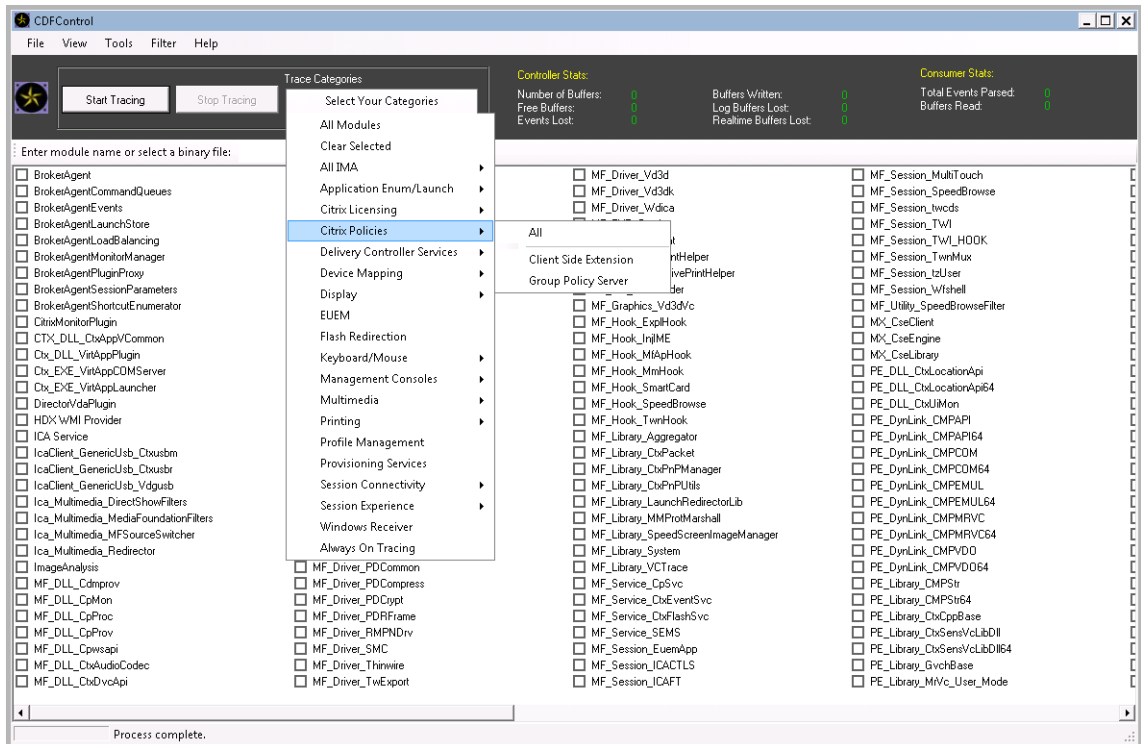 CDFControl
File View Tools Filter Help
Trace Categories
Start Tracing
Stop Tracing
Select Your Categories
Controller Stats:
Number of Buffers: 0
Free Buffers: 0
Events Lost: 0
Buffers Written: 0
Log Buffers Lost: 0
Realtime Buffers Lost: 0
Consumer Stats:
Total Events Parsed: 0
Buffers Read: 0
Enter module name or select a binary file:
All Modules
Clear Selected
All IMA
Application Enum/Launch
Citrix Licensing
Citrix Policies
Delivery Controller Services
Device Mapping
Display
EUEM
Flash Redirection
Keyboard/Mouse
Management Consoles
Multimedia
Printing
Profile Management
Provisioning Services
Session Connectivity
Session Experience
Windows Receiver
Always On Tracing
All
Client Side Extension
Group Policy Server
BrokerAgent
BrokerAgentCommandQueues
BrokerAgentEvents
BrokerAgentLaunchStore
BrokerAgentLoadBalancing
BrokerAgentMonitorManager
BrokerAgentPluginProxy
BrokerAgentSessionParameters
BrokerAgentShortcutEnumerator
CitrixMonitorPlugin
CTX_DLL_CtxAppVCommon
Ctx_DLL_VirtAppPlugin
Ctx_EXE_VirtAppCOMServer
Ctx_EXE_VirtAppLauncher
DirectorVdaPlugin
HDX WMI Provider
ICA Service
IcaClient_GenericUsb_Ctxusbm
IcaClient_GenericUsb_Ctxusbr
IcaClient_GenericUsb_Vdgusb
Ica_Multimedia_DirectShowFilters
Ica_Multimedia_MediaFoundationFilters
Ica_Multimedia_MFSourceSwitcher
Ica_Multimedia_Redirector
ImageAnalysis
MF_DLL_Cdmprov
MF_DLL_CpMon
MF_DLL_CpProc
MF_DLL_CpProv
MF_DLL_Cpwsapi
MF_DLL_CtxAudioCodec
MF_DLL_CtxDvcApi
MF_Driver_PDCommon
MF_Driver_PDCompress
MF_Driver_PDCrypt
MF_Driver_PDRFrame
MF_Driver_RMPNDrv
MF_Driver_SMC
MF_Driver_Thinwire
MF_Driver_TwExport
MF_Driver_Vd3d
MF_Driver_Vd3dk
MF_Driver_Wdica
ntHelper
ivePrintHelper
der
MF_Graphics_Vd3dVc
MF_Hook_ExplHook
MF_Hook_InjIME
MF_Hook_MfApHook
MF_Hook_MmHook
MF_Hook_SmartCard
MF_Hook_SpeedBrowse
MF_Hook_TwnHook
MF_Library_Aggregator
MF_Library_CtxPacket
MF_Library_CtxPnPManager
MF_Library_CtxPnPUtils
MF_Library_LaunchRedirectorLib
MF_Library_MMProtMarshall
MF_Library_SpeedScreenImageManager
MF_Library_System
MF_Library_VCTrace
MF_Service_CpSvc
MF_Service_CtxEventSvc
MF_Service_CtxFlashSvc
MF_Service_SEMS
MF_Session_EuemApp
MF_Session_ICACTLS
MF_Session_ICAFT
MF_Session_MultiTouch
MF_Session_SpeedBrowse
MF_Session_twcds
MF_Session_TWI
MF_Session_TWI_HOOK
MF_Session_TwnMux
MF_Session_tzUser
MF_Session_Wfshell
MF_Utility_SpeedBrowseFilter
MX_CseClient
MX_CseEngine
MX_CseLibrary
PE_DLL_CtxLocationApi
PE_DLL_CtxLocationApi64
PE_DLL_CtxUiMon
PE_DynLink_CMPAPI
PE_DynLink_CMPAPI64
PE_DynLink_CMPCOM
PE_DynLink_CMPCOM64
PE_DynLink_CMPEMUL
PE_DynLink_CMPEMUL64
PE_DynLink_CMPMRVC
PE_DynLink_CMPMRVC64
PE_DynLink_CMPVDO
PE_DynLink_CMPVDO64
PE_Library_CMPStr
PE_Library_CMPStr64
PE_Library_CtxCppBase
PE_Library_CtxSensVcLibDll
PE_Library_CtxSensVcLibDll64
PE_Library_GvchBase
PE_Library_MrVc_User_Mode
Process complete.